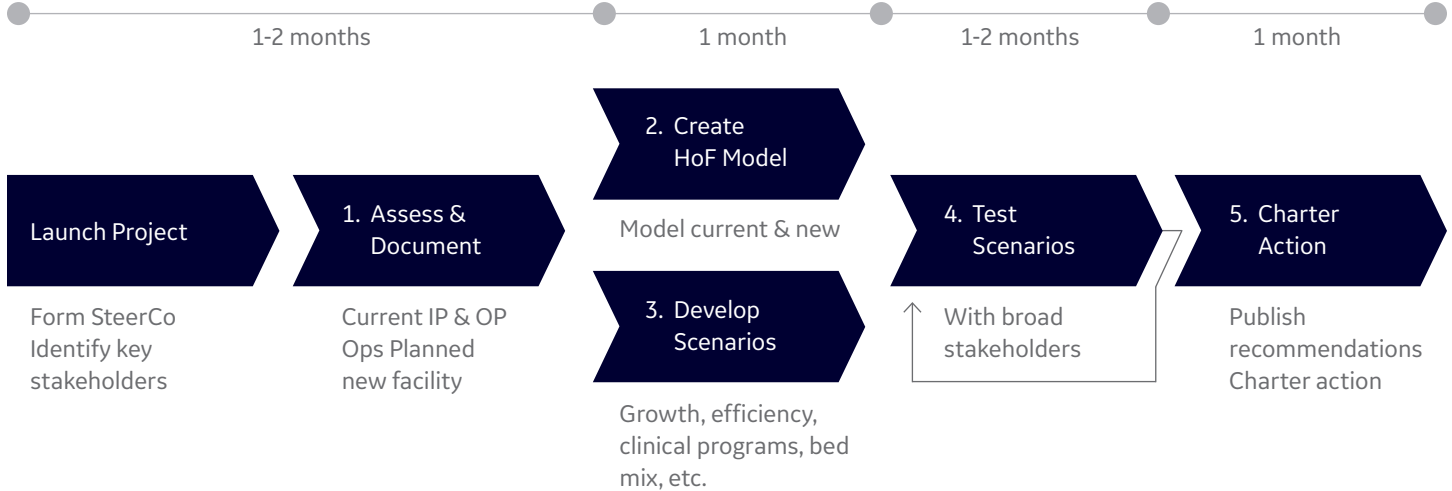 1-2 months
1 month
1-2 months
1 month
Launch Project
Form SteerCo
Identify key
stakeholders
1. Assess &
Document
Current IP & OP
Ops Planned
new facility
2. Create
HoF Model
Model current & new
3. Develop
Scenarios
Growth, efficiency,
clinical programs, bed
mix, etc.
4. Test
Scenarios
With broad
stakeholders
5. Charter
Action
Publish
recommendations
Charter action